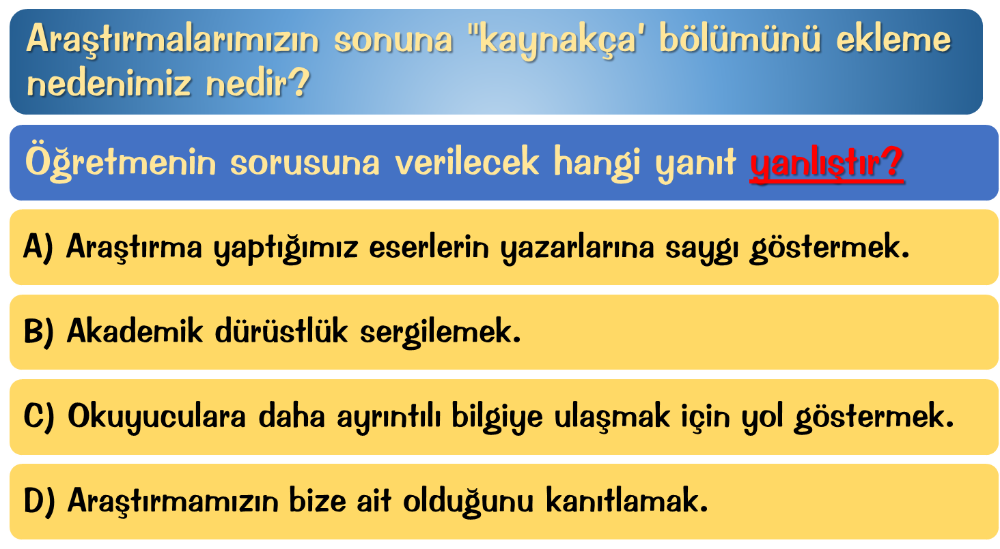 Araştırmalarımızın sonuna "kaynakça' bölümünü ekleme
nedenimiz nedir?
Öğretmenin sorusuna verilecek hangi yanıt yanlıştır?
A) Araştırma yaptığımız eserlerin yazarlarına saygı göstermek.
B) Akademik dürüstlük sergilemek.
C) Okuyuculara daha ayrıntılı bilgiye ulaşmak için yol göstermek.
D) Araştırmamızın bize ait olduğunu kanıtlamak.